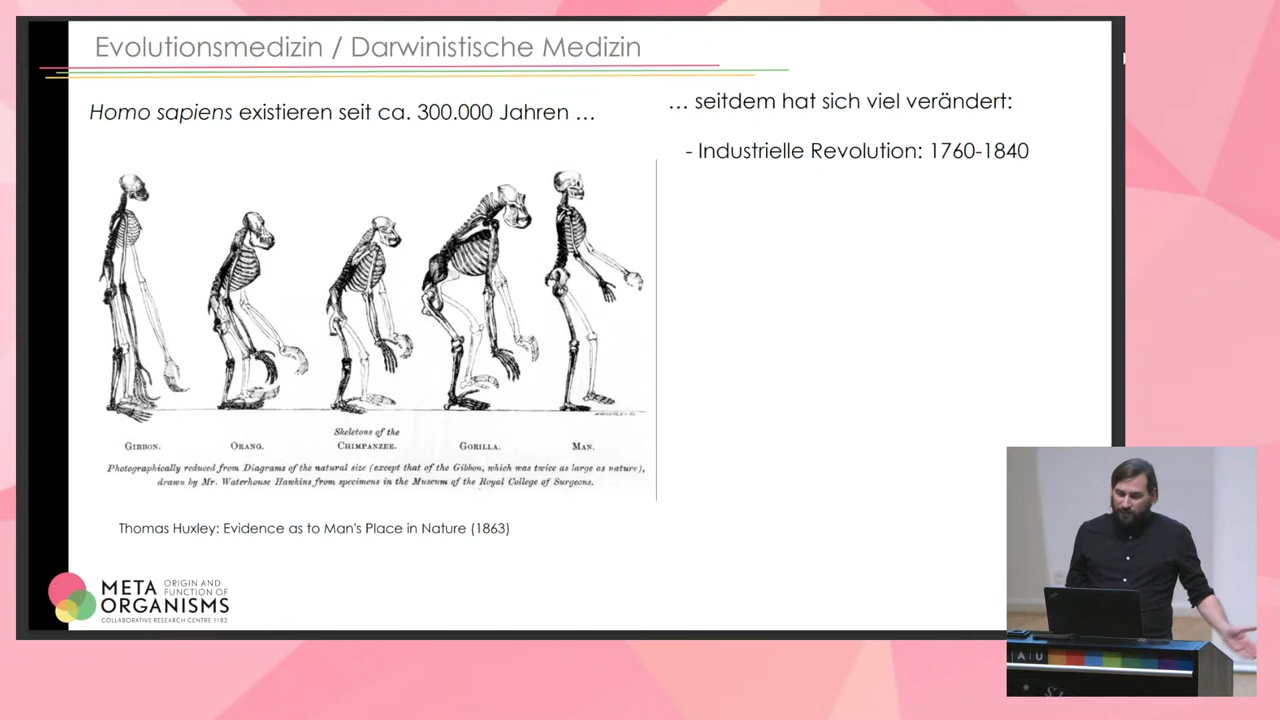 Evolutionsmedizin / Darwinistische Medizin
Homo sapiens existieren seit ca. 300.000 Jahren …
… seitdem hat sich viel verändert:
- Industrielle Revolution: 1760-1840
Skeletons of the
GIBBON. ORANG. CHIMPANZEE. GORILLA. MAN.
Photographically reduced from Diagrams of the natural size (except that of the Gibbon, which was twice as large as nature),
drawn by Mr. Waterhouse Hawkins from specimens in the Museum of the Royal College of Surgeons.
Thomas Huxley: Evidence as to Man's Place in Nature (1863)
META ORIGIN AND
FUNCTION OF
ORGANISMS
COLLABORATIVE RESEARCH CENTRE 1182
AU